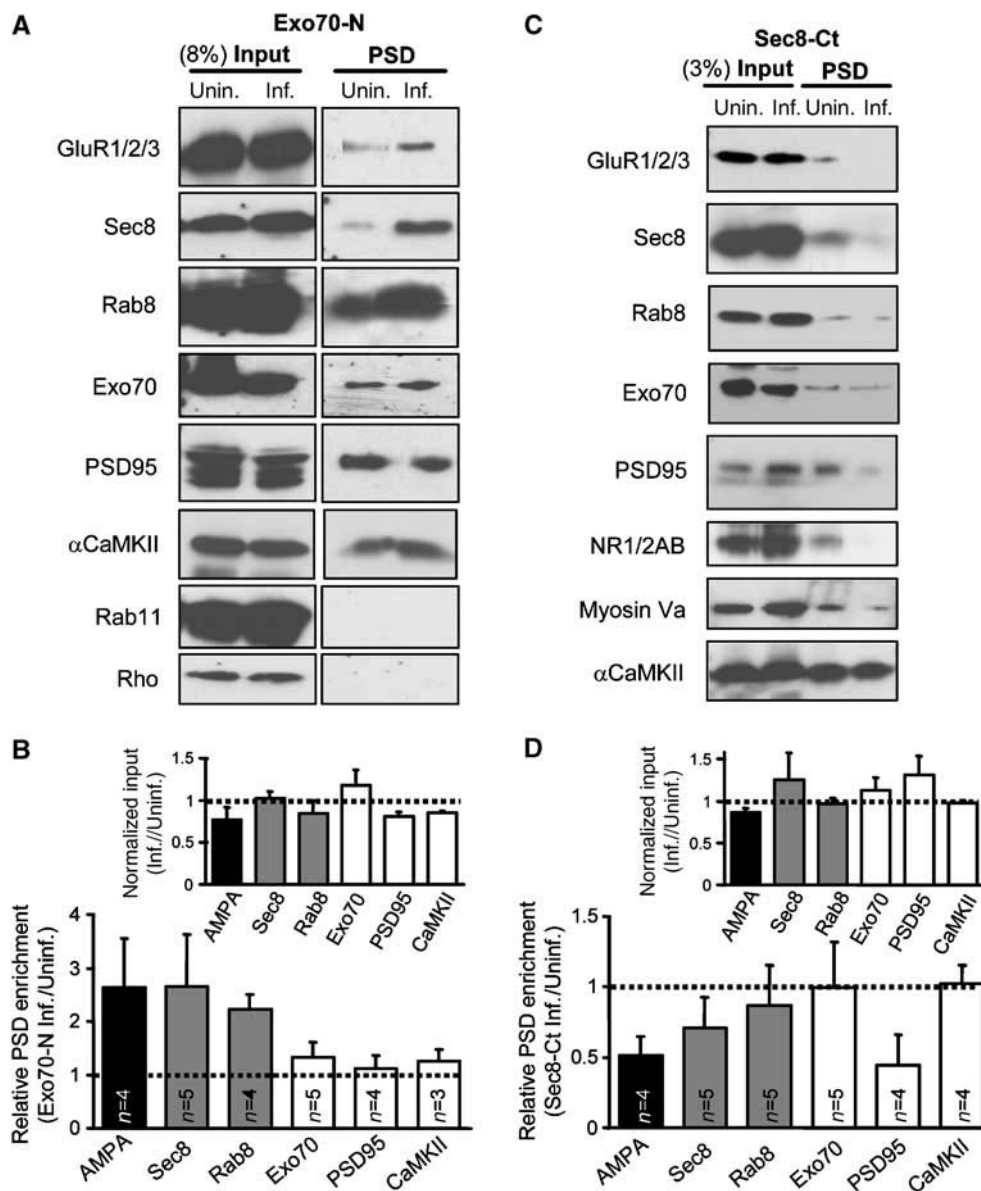 A
Exo70-N
(8%) Input PSD
Unin. Inf. Unin. Inf.
GluR1/2/3
Sec8
Rab8
Exo70
PSD95
αCaMKII
Rab11
Rho
B
Normalized input
(Inf.//Uninf.)
1.5
1
0.5
0
AMPA
Sec8
Rab8
Exo70
PSD95
CaMKII
Relative PSD enrichment
(Exo70-N Inf./Uninf.)
4
3
2
1
0
n=4
n=5
n=4
n=5
n=4
n=3
AMPA
Sec8
Rab8
Exo70
PSD95
CaMKII
C
Sec8-Ct
(3%) Input PSD
Unin. Inf. Unin. Inf.
GluR1/2/3
Sec8
Rab8
Exo70
PSD95
NR1/2AB
Myosin Va
αCaMKII
D
Normalized input
(Inf.//Uninf.)
1.5
1
0.5
0
AMPA
Sec8
Rab8
Exo70
PSD95
CaMKII
Relative PSD enrichment
(Sec8-Ct Inf./Uninf.)
1
0.5
0
n=4
n=5
n=5
n=5
n=4
n=4
AMPA
Sec8
Rab8
Exo70
PSD95
CaMKII